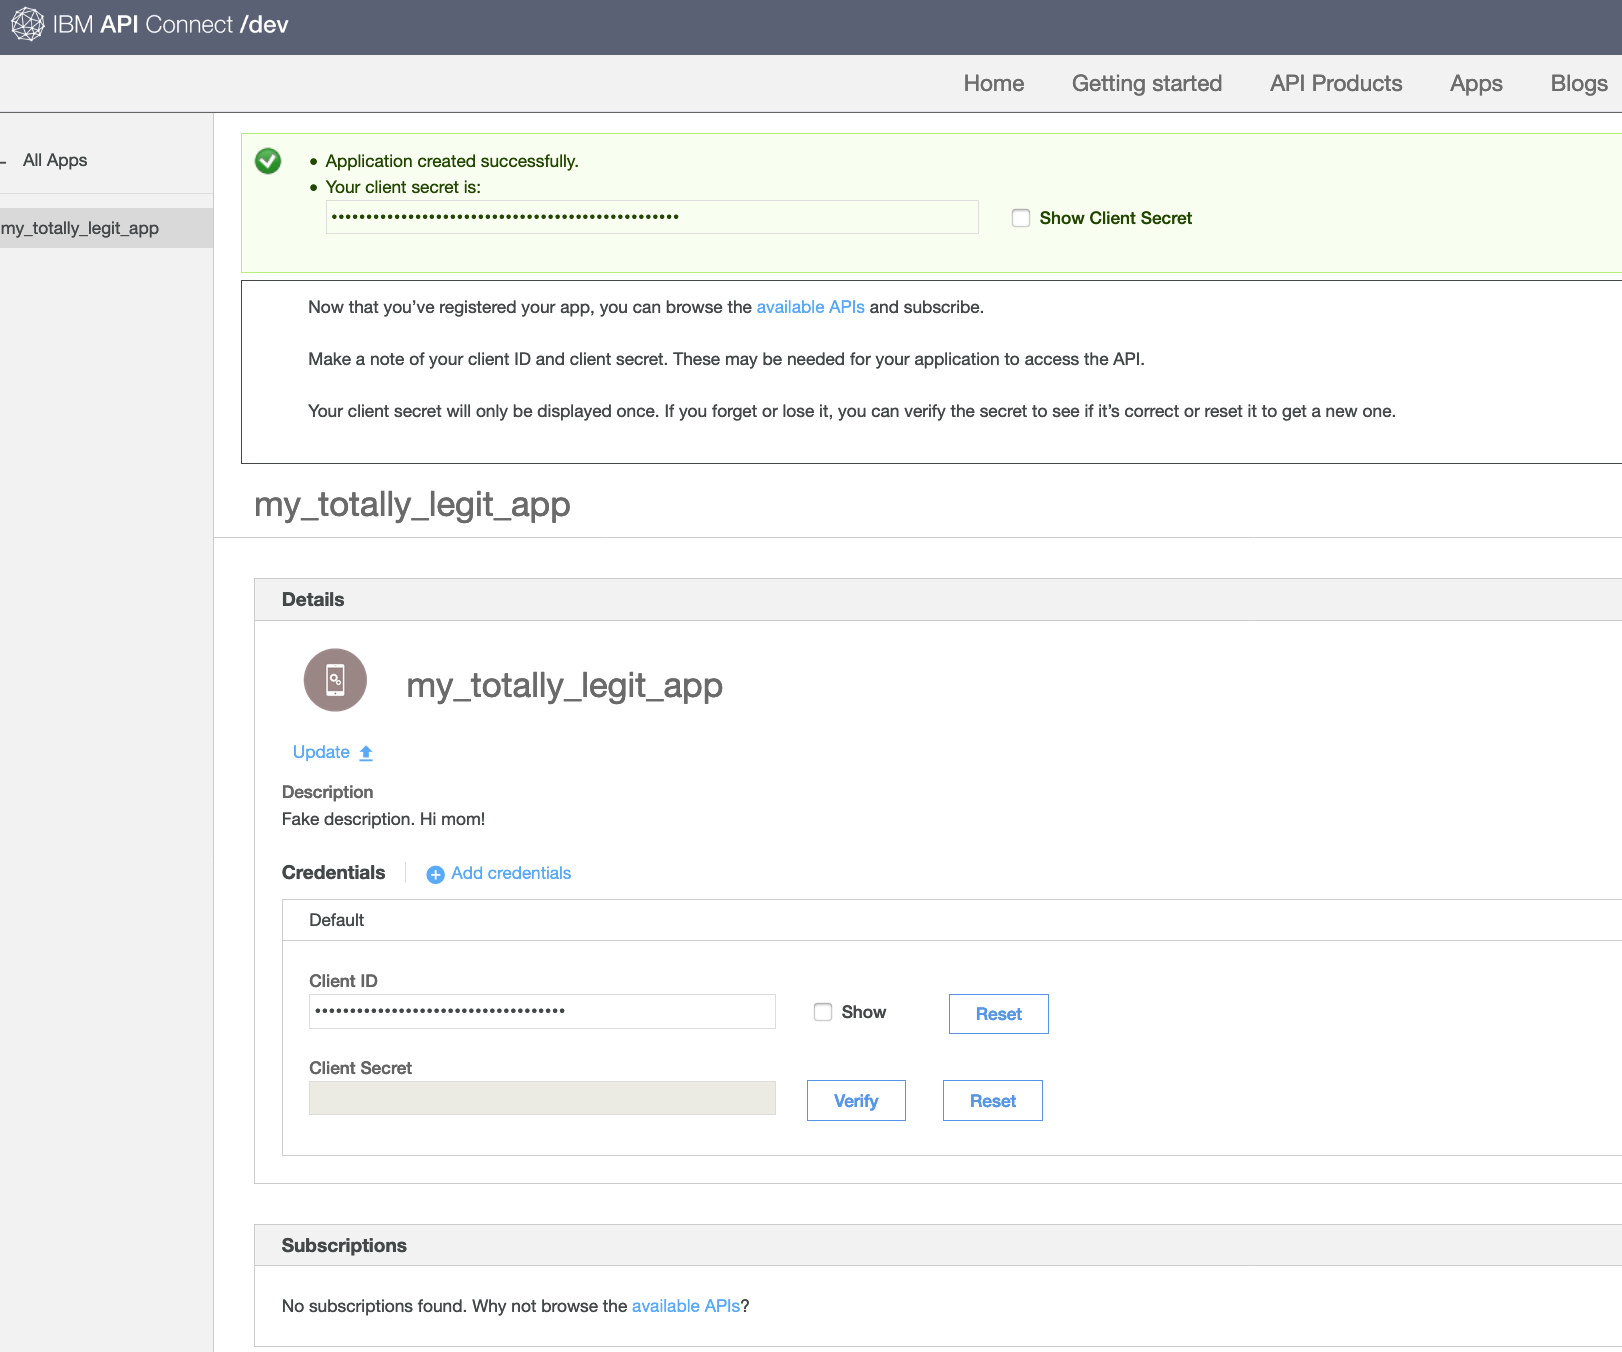 IBM API Connect /dev
Home Getting started API Products Apps Blogs
All Apps
my_totally_legit_app
• Application created successfully.
• Your client secret is:
••••••••••••••••••••••••••••••••••••••••••••••••••
Show Client Secret
Now that you’ve registered your app, you can browse the available APIs and subscribe.
Make a note of your client ID and client secret. These may be needed for your application to access the API.
Your client secret will only be displayed once. If you forget or lose it, you can verify the secret to see if it’s correct or reset it to get a new one.
my_totally_legit_app
Details
my_totally_legit_app
Update
Description
Fake description. Hi mom!
Credentials Add credentials
Default
Client ID
••••••••••••••••••••••••••••••••••••
Show Reset
Client Secret
Verify Reset
Subscriptions
No subscriptions found. Why not browse the available APIs?